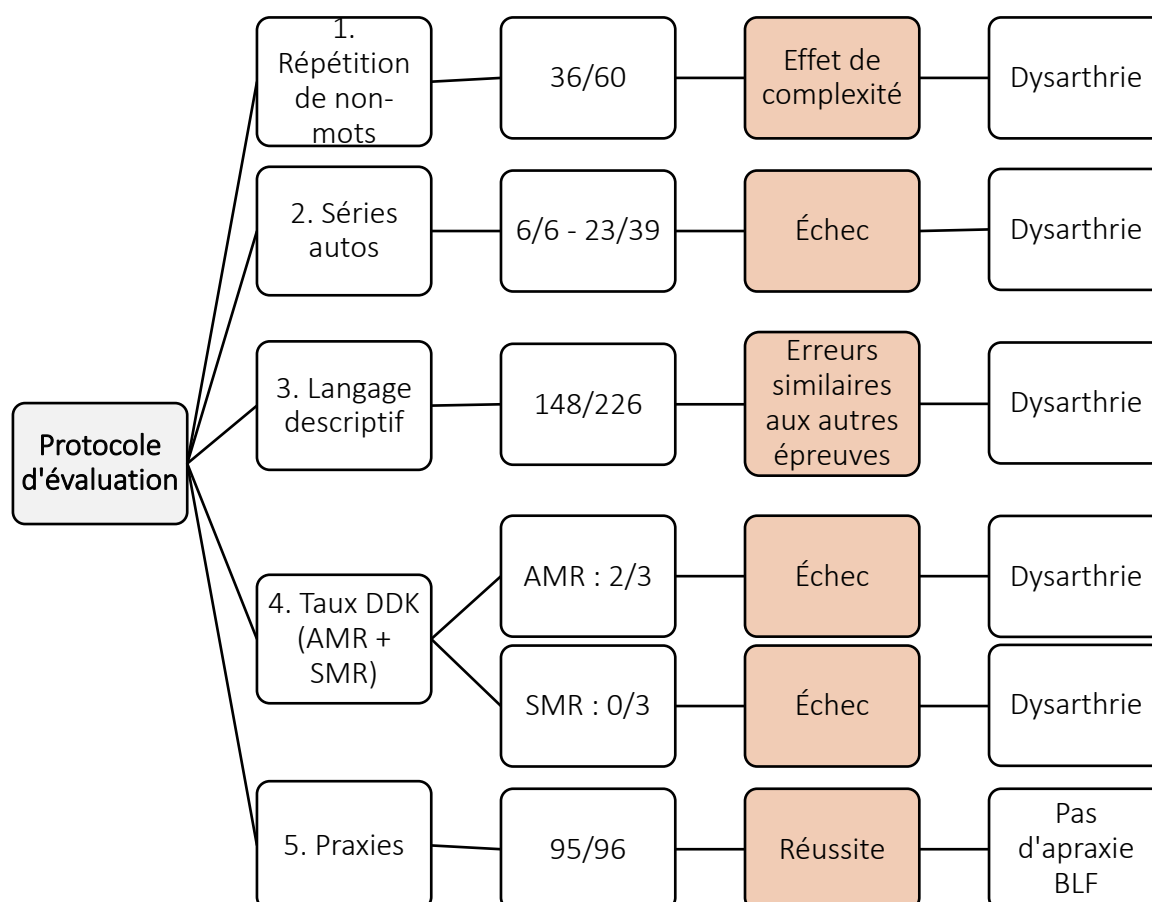 Protocole
d'évaluation
1.
Répétition
de non-
mots
36/60
Effet de
complexité
Dysarthrie
2. Séries
autos
6/6 - 23/39
Échec
Dysarthrie
3. Langage
descriptif
148/226
Erreurs
similaires
aux autres
épreuves
Dysarthrie
4. Taux DDK
(AMR +
SMR)
AMR : 2/3
Échec
Dysarthrie
SMR : 0/3
Échec
Dysarthrie
5. Praxies
95/96
Réussite
Pas
d'apraxie
BLF